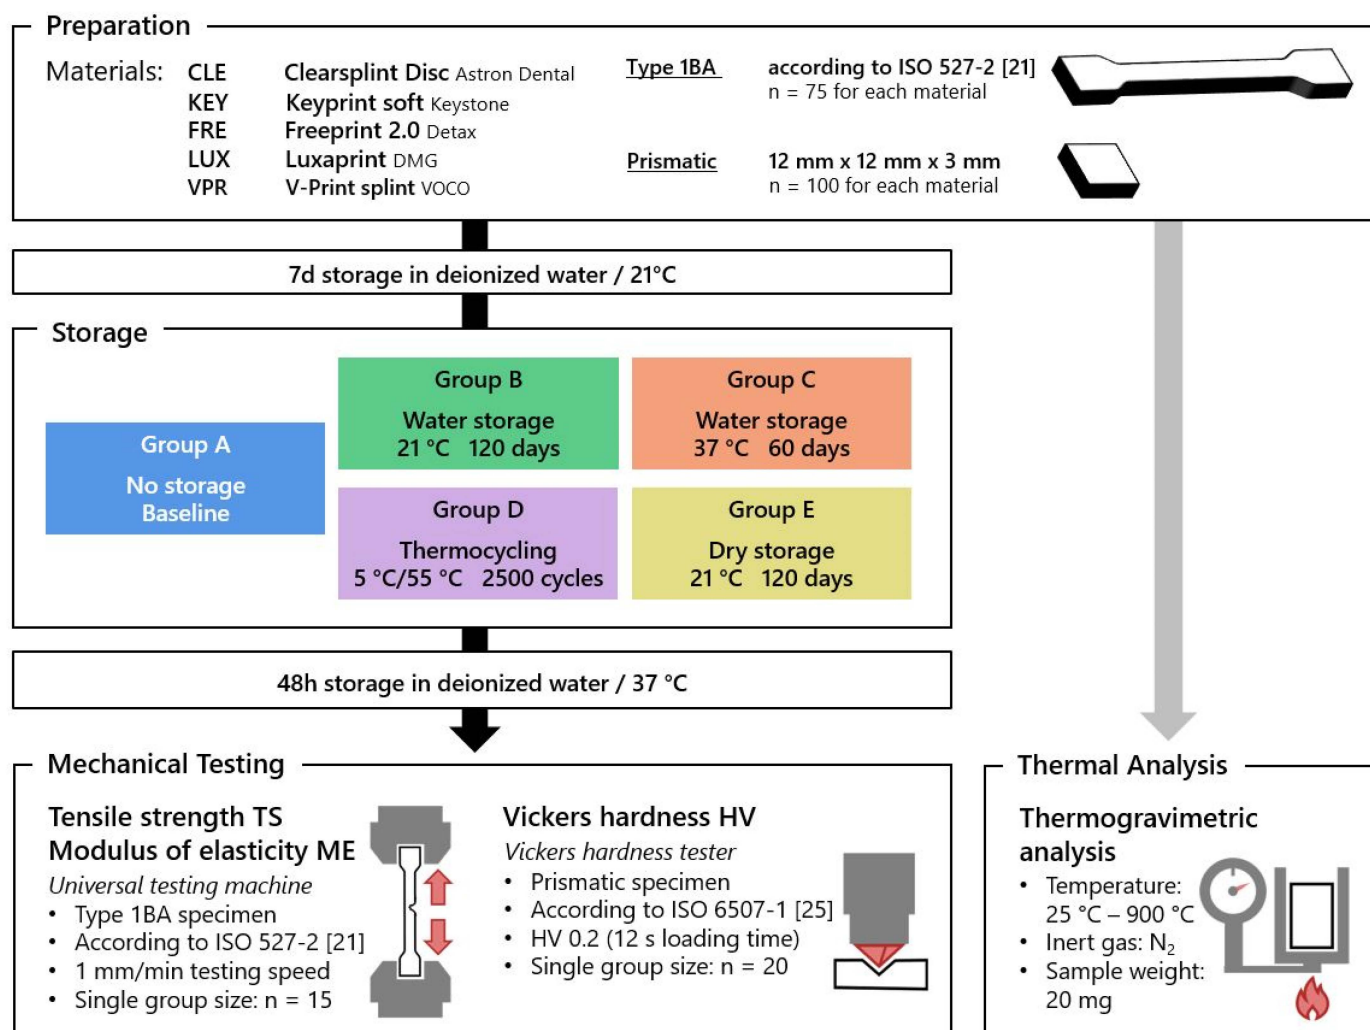 Preparation
Materials:
CLE Clearsplint Disc Astron Dental
KEY Keyprint soft Keystone
FRE Freeprint 2.0 Detax
LUX Luxaprint DMG
VPR V-Print splint VOCO
Type 1BA according to ISO 527-2 [21]
n = 75 for each material
Prismatic 12 mm x 12 mm x 3 mm
n = 100 for each material
7d storage in deionized water / 21°C
Storage
Group A
No storage
Baseline
Group B
Water storage
21 °C 120 days
Group C
Water storage
37 °C 60 days
Group D
Thermocycling
5 °C/55 °C 2500 cycles
Group E
Dry storage
21 °C 120 days
48h storage in deionized water / 37 °C
Mechanical Testing
Tensile strength TS
Modulus of elasticity ME
Universal testing machine
• Type 1BA specimen
• According to ISO 527-2 [21]
• 1 mm/min testing speed
• Single group size: n = 15
Vickers hardness HV
Vickers hardness tester
• Prismatic specimen
• According to ISO 6507-1 [25]
• HV 0.2 (12 s loading time)
• Single group size: n = 20
Thermal Analysis
Thermogravimetric
analysis
• Temperature:
25 °C – 900 °C
• Inert gas: N₂
• Sample weight:
20 mg